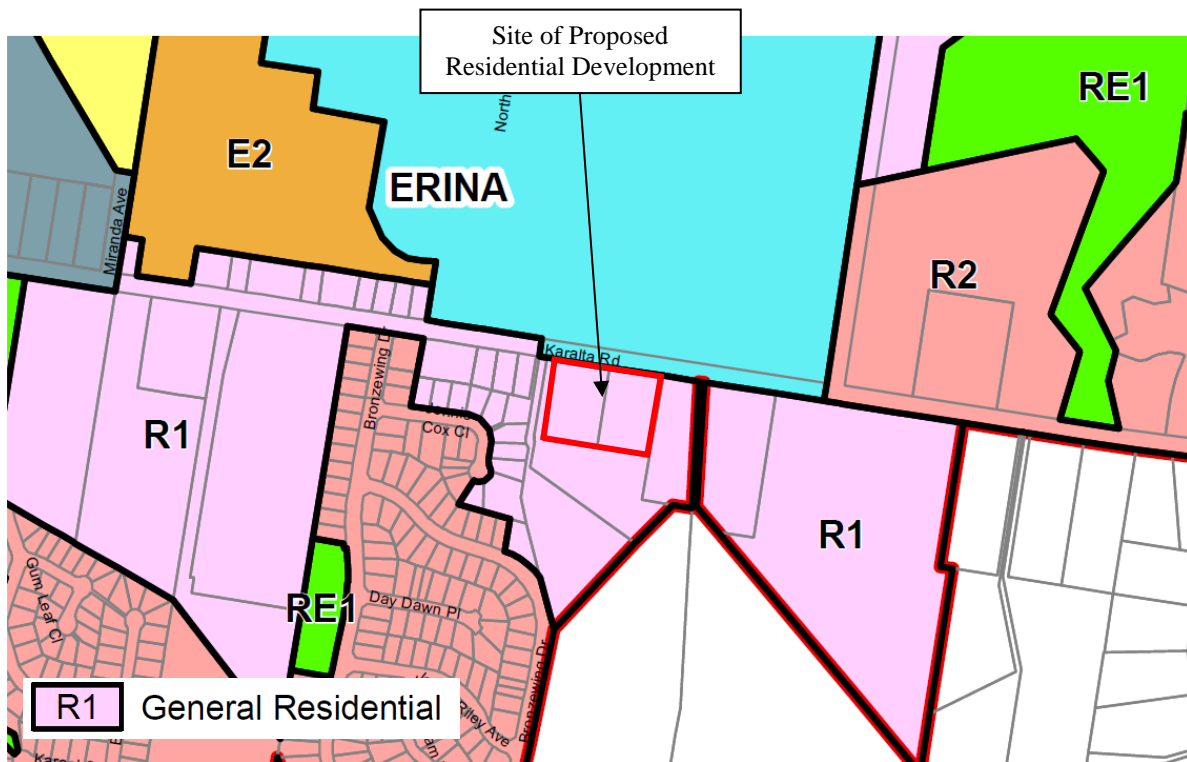 Site of Proposed
Residential Development
North
RE1
E2
ERINA
Miranda Ave
R2
Karalta Rd
Bronzewing Dr
Cox Cl
R1
R1
Gum Leaf Cl
RE1
Day Dawn Pl
Bronzewing Dr
Riley Ave
R1 General Residential